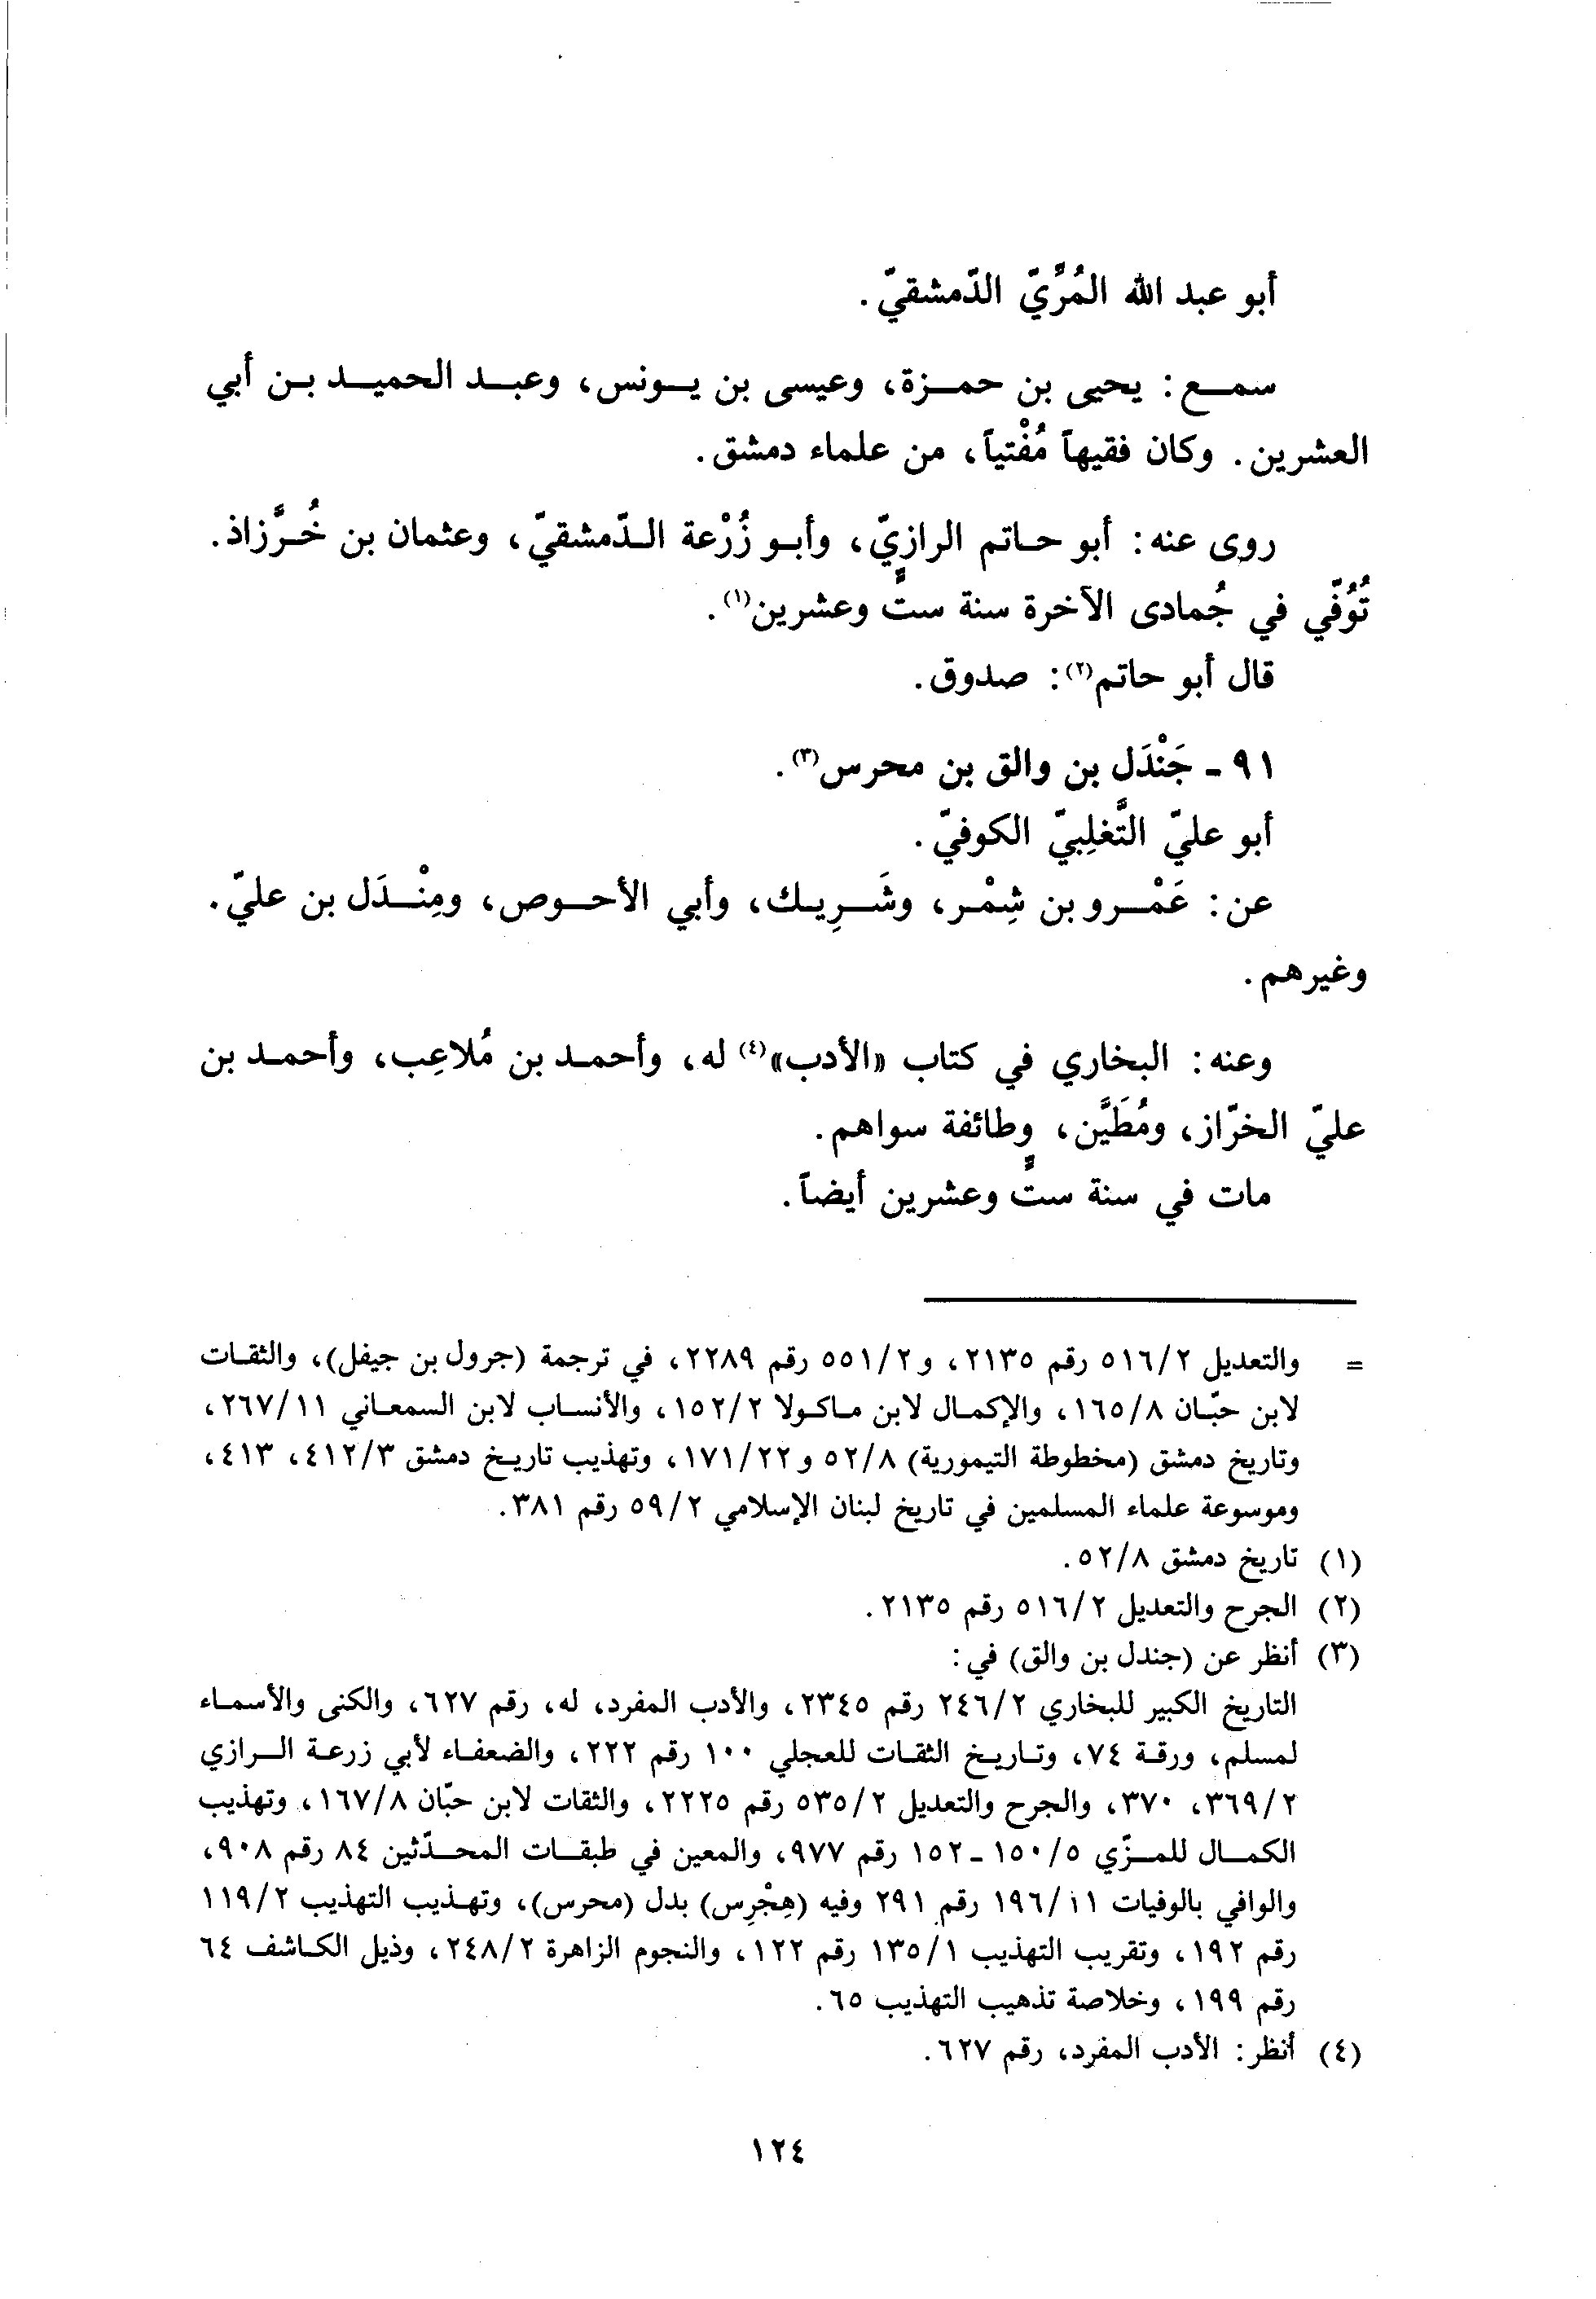 أبو عبد الله المُرِّيّ الدّمشقيّ.
سمع: يحيى بن حمزة، وعيسى بن يونس، وعبد الحميد بن أبي
العشرين. وكان فقيهاً مُفْتياً، من علماء دمشق.
روى عنه: أبو حاتم الرازيّ، وأبو زُرْعة الدّمشقيّ، وعثمان بن خُرَّزاذ.
تُوُفّي في جُمادى الآخرة سنة ستٍّ وعشرين(١).
قال أبو حاتم(٢): صدوق.
٩١ - جَنْدَل بن والق بن محرس(٣).
أبو عليّ التَّغلِبيّ الكوفيّ.
عن: عَمْرو بن شِمْر، وشَرِيك، وأبي الأحوص، ومِنْدَل بن عليّ.
وغيرهم.
وعنه: البخاري في كتاب «الأدب»(٤) له، وأحمد بن مُلاعِب، وأحمد بن
عليّ الخرّاز، ومُطَيَّن، وطائفة سواهم.
مات في سنة ستٍّ وعشرين أيضاً.
= والتعديل ٥١٦/٢ رقم ٢١٣٥، و ٥٥١/٢ رقم ٢٢٨٩، في ترجمة (جرول بن جيفل)، والثقات
لابن حبّان ١٦٥/٨، والإكمال لابن ماكولا ١٥٢/٢، والأنساب لابن السمعاني ٢٦٧/١١،
وتاريخ دمشق (مخطوطة التيمورية) ٥٢/٨ و ١٧١/٢٢، وتهذيب تاريخ دمشق ٤١٢/٣، ٤١٣،
وموسوعة علماء المسلمين في تاريخ لبنان الإسلامي ٥٩/٢ رقم ٣٨١.
(١) تاريخ دمشق ٥٢/٨.
(٢) الجرح والتعديل ٥١٦/٢ رقم ٢١٣٥.
(٣) أنظر عن (جندل بن والق) في:
التاريخ الكبير للبخاري ٢٤٦/٢ رقم ٢٣٤٥، والأدب المفرد، له، رقم ٦٢٧، والكنى والأسماء
لمسلم، ورقة ٧٤، وتاريخ الثقات للعجلي ١٠٠ رقم ٢٢٢، والضعفاء لأبي زرعة الرازي
٣٦٩/٢، ٣٧٠، والجرح والتعديل ٥٣٥/٢ رقم ٢٢٢٥، والثقات لابن حبّان ١٦٧/٨، وتهذيب
الكمال للمزّي ١٥٠/٥ - ١٥٢ رقم ٩٧٧، والمعين في طبقات المحدّثين ٨٤ رقم ٩٠٨،
والوافي بالوفيات ١٩٦/١١ رقم ٢٩١ وفيه (هِجْرِس) بدل (محرس)، وتهذيب التهذيب ١١٩/٢
رقم ١٩٢، وتقريب التهذيب ١٣٥/١ رقم ١٢٢، والنجوم الزاهرة ٢٤٨/٢، وذيل الكاشف ٦٤
رقم ١٩٩، وخلاصة تذهيب التهذيب ٦٥.
(٤) أنظر: الأدب المفرد، رقم ٦٢٧.
١٢٤